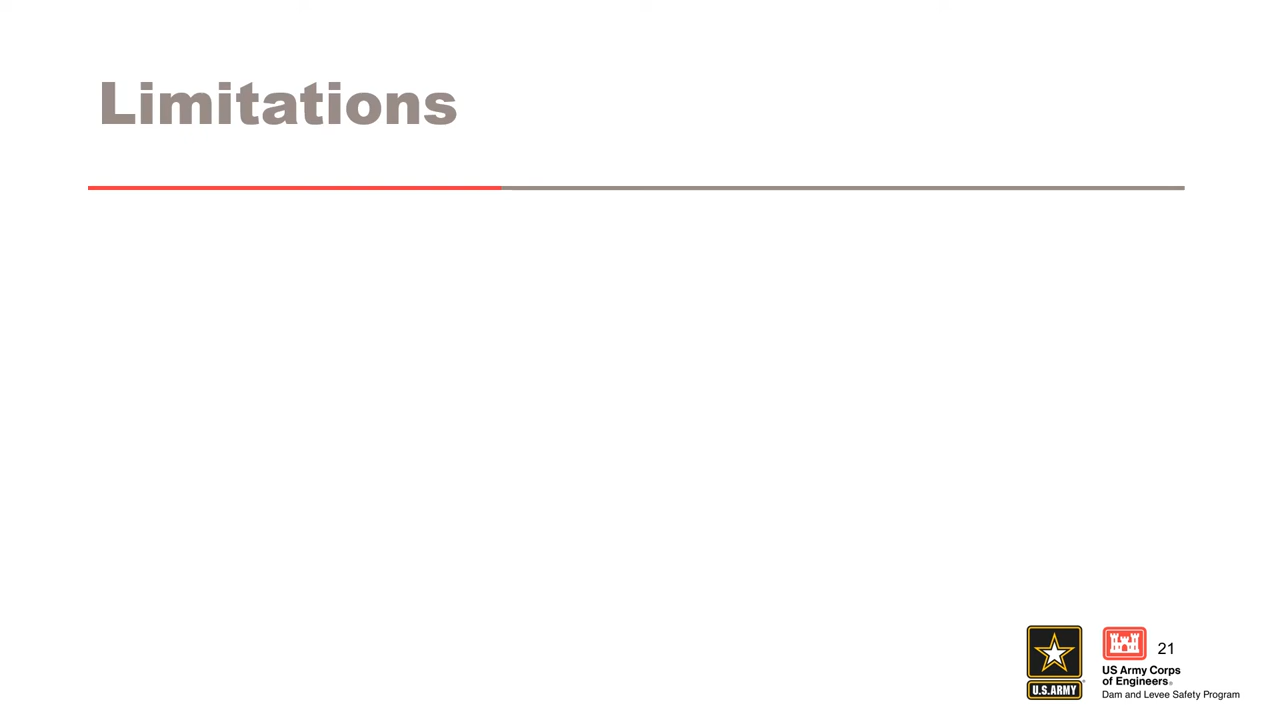 Limitations
21
U.S.ARMY
US Army Corps
of Engineers®
Dam and Levee Safety Program